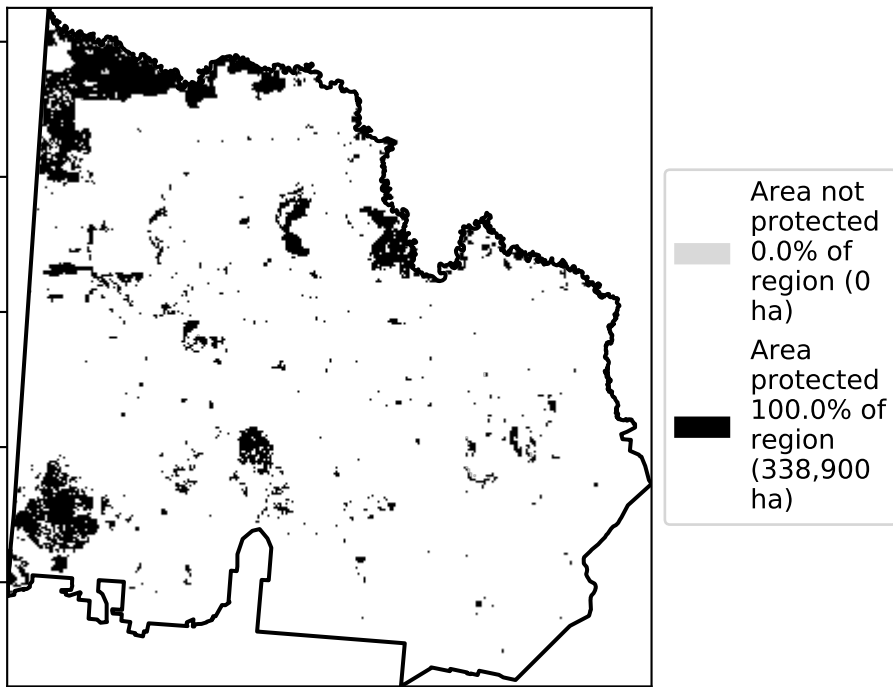 Area not
protected
0.0% of
region (0
ha)
Area
protected
100.0% of
region
(338,900
ha)